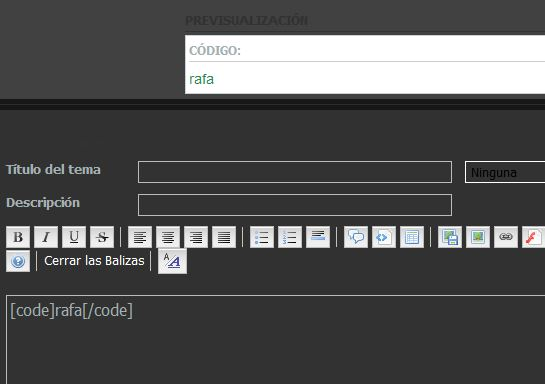 PREVISUALIZACIÓN
CÓDIGO:
rafa
Título del tema
Ninguna
Descripción
B I U S
Cerrar las Balizas
[code]rafa[/code]